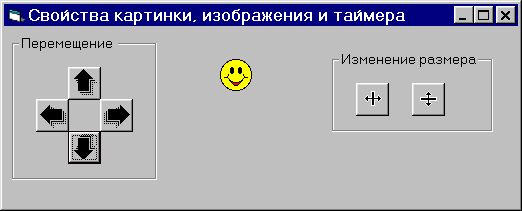 Свойства картинки, изображения и таймера
Перемещение
Изменение размера